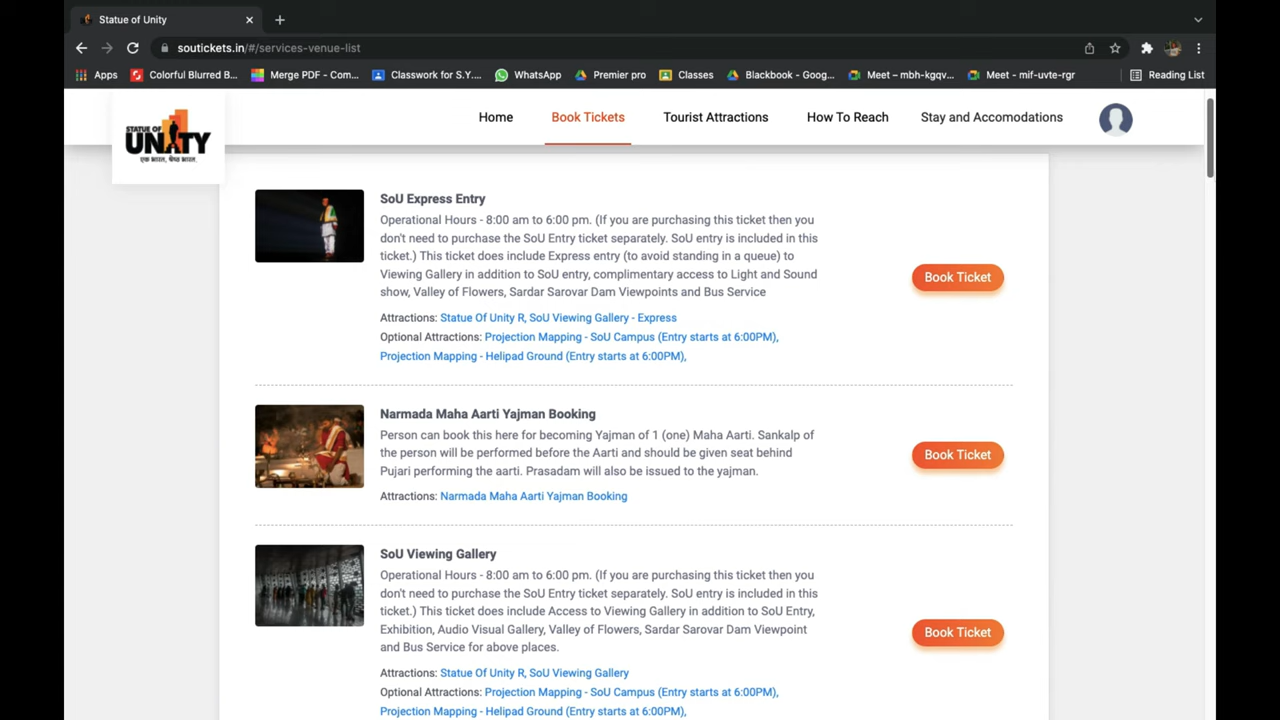 Statue of Unity
soutickets.in/#/services-venue-list
Apps Colorful Blurred B... Merge PDF - Com... Classwork for S.Y.... WhatsApp Premier pro Classes Blackbook - Goog... Meet – mbh-kgqv... Meet - mif-uvte-rgr Reading List
STATUE OF
UNITY
एक भारत, श्रेष्ठ भारत.
Home Book Tickets Tourist Attractions How To Reach Stay and Accomodations
SoU Express Entry
Operational Hours - 8:00 am to 6:00 pm. (If you are purchasing this ticket then you
don't need to purchase the SoU Entry ticket separately. SoU entry is included in this
ticket.) This ticket does include Express entry (to avoid standing in a queue) to
Viewing Gallery in addition to SoU entry, complimentary access to Light and Sound
show, Valley of Flowers, Sardar Sarovar Dam Viewpoints and Bus Service
Book Ticket
Attractions: Statue Of Unity R, SoU Viewing Gallery - Express
Optional Attractions: Projection Mapping - SoU Campus (Entry starts at 6:00PM),
Projection Mapping - Helipad Ground (Entry starts at 6:00PM),
Narmada Maha Aarti Yajman Booking
Person can book this here for becoming Yajman of 1 (one) Maha Aarti. Sankalp of
the person will be performed before the Aarti and should be given seat behind
Pujari performing the aarti. Prasadam will also be issued to the yajman.
Book Ticket
Attractions: Narmada Maha Aarti Yajman Booking
SoU Viewing Gallery
Operational Hours - 8:00 am to 6:00 pm. (If you are purchasing this ticket then you
don't need to purchase the SoU Entry ticket separately. SoU entry is included in this
ticket.) This ticket does include Access to Viewing Gallery in addition to SoU Entry,
Exhibition, Audio Visual Gallery, Valley of Flowers, Sardar Sarovar Dam Viewpoint
and Bus Service for above places.
Book Ticket
Attractions: Statue Of Unity R, SoU Viewing Gallery
Optional Attractions: Projection Mapping - SoU Campus (Entry starts at 6:00PM),
Projection Mapping - Helipad Ground (Entry starts at 6:00PM),